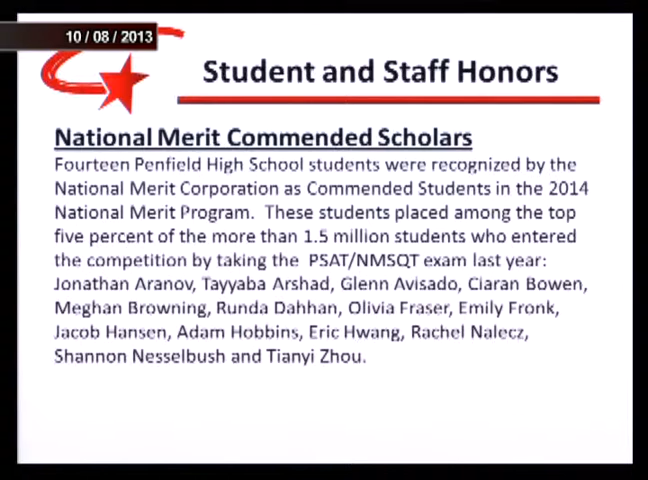 10 / 08 / 2013
Student and Staff Honors
National Merit Commended Scholars
Fourteen Penfield High School students were recognized by the
National Merit Corporation as Commended Students in the 2014
National Merit Program. These students placed among the top
five percent of the more than 1.5 million students who entered
the competition by taking the PSAT/NMSQT exam last year:
Jonathan Aranov, Tayyaba Arshad, Glenn Avisado, Ciaran Bowen,
Meghan Browning, Runda Dahhan, Olivia Fraser, Emily Fronk,
Jacob Hansen, Adam Hobbins, Eric Hwang, Rachel Nalecz,
Shannon Nesselbush and Tianyi Zhou.